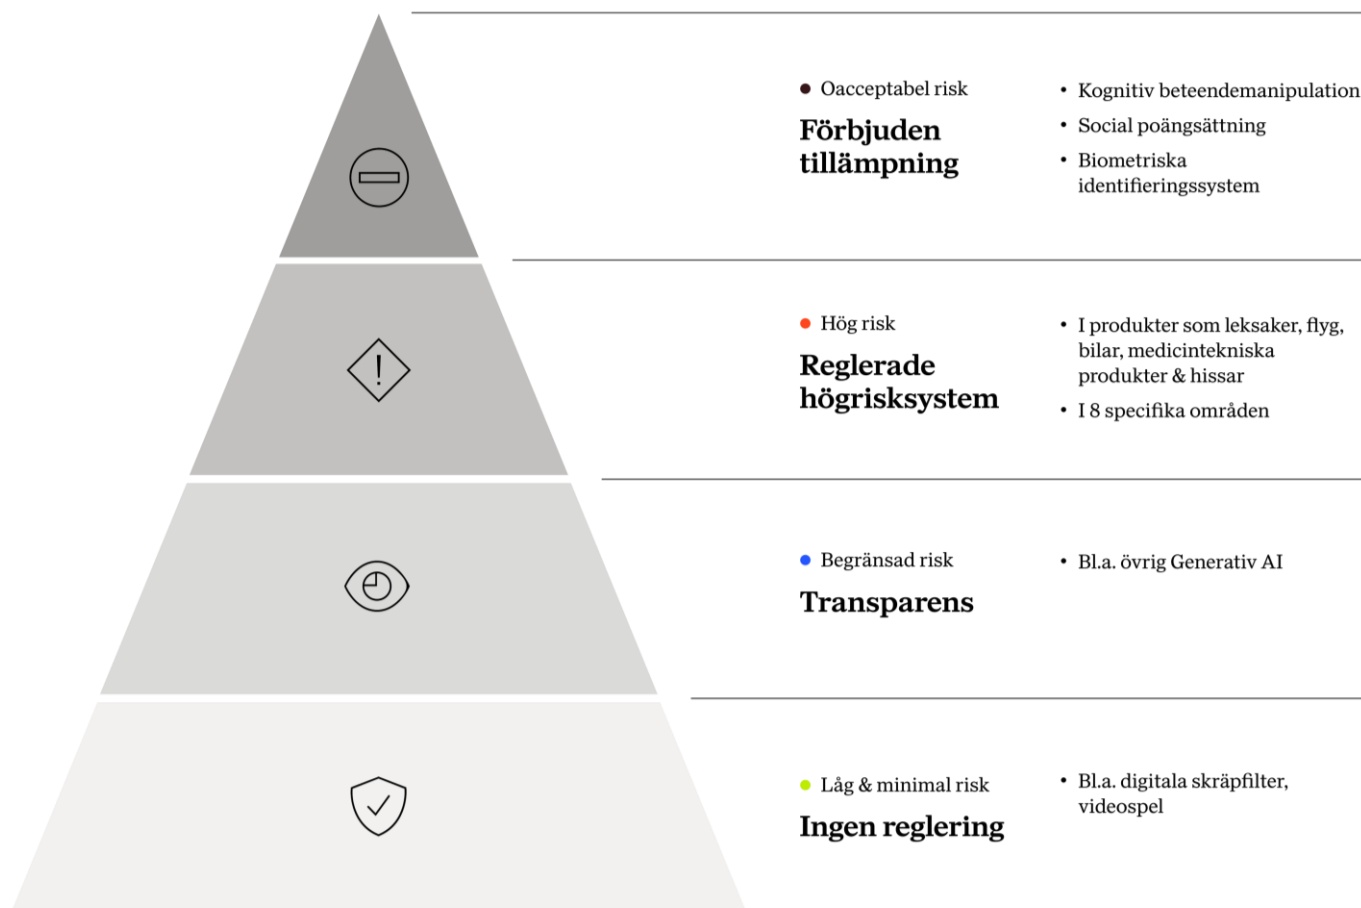 Oacceptabel risk
Förbjuden
tillämpning
• Kognitiv beteendemanipulation
• Social poängsättning
• Biometriska
identifieringssystem
Hög risk
Reglerade
högrisksystem
• I produkter som leksaker, flyg,
bilar, medicintekniska
produkter & hissar
• I 8 specifika områden
Begränsad risk
Transparens
• Bl.a. övrig Generativ AI
Låg & minimal risk
Ingen reglering
• Bl.a. digitala skräpfilter,
videospel